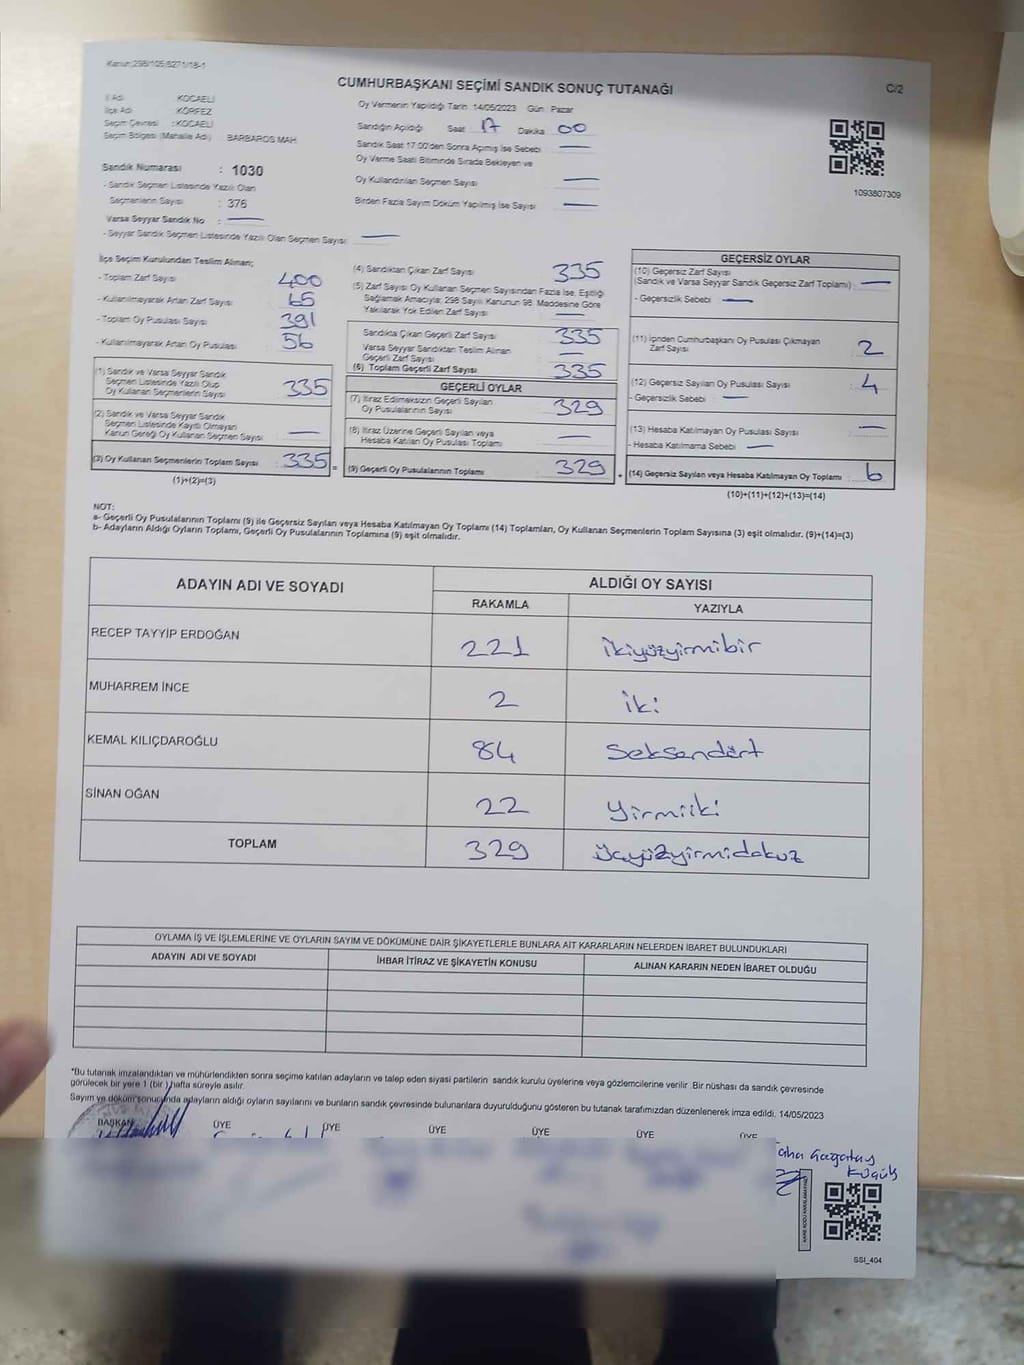 Kanun;298/105;6271/18-1
CUMHURBAŞKANI SEÇİMİ SANDIK SONUÇ TUTANAĞI
C/2
İl Adı KOCAELİ
İlçe Adı KÖRFEZ
Seçim Çevresi : KOCAELİ
Seçim Bölgesi (Mahalle Adı) BARBAROS MAH
Sandık Numarası : 1030
- Sandık Seçmen Listesinde Yazılı Olan
Seçmenlerin Sayısı : 376
Varsa Seyyar Sandık No :
- Seyyar Sandık Seçmen Listesinde Yazılı Olan Seçmen Sayısı
Oy Vermenin Yapıldığı Tarih 14/05/2023 Gün Pazar
Sandığın Açıldığı Saat 17 Dakika 00
Sandık Saat 17:00'den Sonra Açılmış İse Sebebi
Oy Verme Saati Bitiminde Sırada Bekleyen ve
Oy Kullandırılan Seçmen Sayısı
Birden Fazla Sayım Döküm Yapılmış İse Sayısı
1093807309
İlçe Seçim Kurulundan Teslim Alınan;
- Toplam Zarf Sayısı 400
- Kullanılmayarak Artan Zarf Sayısı 65
- Toplam Oy Pusulası Sayısı 391
- Kullanılmayarak Artan Oy Pusulası 56
(1) Sandık ve Varsa Seyyar Sandık
Seçmen Listesinde Yazılı Olup
Oy Kullanan Seçmenlerin Sayısı 335
(2) Sandık ve Varsa Seyyar Sandık
Seçmen Listesinde Kayıtlı Olmayan
Kanun Gereği Oy Kullanan Seçmen Sayısı
(3) Oy Kullanan Seçmenlerin Toplam Sayısı 335 =
(1)+(2)=(3)
(4) Sandıktan Çıkan Zarf Sayısı 335
(5) Zarf Sayısı Oy Kullanan Seçmen Sayısından Fazla İse, Eşitliği
Sağlamak Amacıyla; 298 Sayılı Kanunun 98. Maddesine Göre
Yakılarak Yok Edilen Zarf Sayısı
Sandıkta Çıkan Geçerli Zarf Sayısı 335
Varsa Seyyar Sandıktan Teslim Alınan
Geçerli Zarf Sayısı
(6) Toplam Geçerli Zarf Sayısı 335
GEÇERLİ OYLAR
(7) İtiraz Edilmeksizin Geçerli Sayılan
Oy Pusulalarının Sayısı 329
(8) İtiraz Üzerine Geçerli Sayılan veya
Hesaba Katılan Oy Pusulası Toplamı
(9) Geçerli Oy Pusulalarının Toplamı 329 +
GEÇERSİZ OYLAR
(10) Geçersiz Zarf Sayısı
(Sandık ve Varsa Seyyar Sandık Geçersiz Zarf Toplamı)
- Geçersizlik Sebebi
(11) İçinden Cumhurbaşkanı Oy Pusulası Çıkmayan
Zarf Sayısı 2
(12) Geçersiz Sayılan Oy Pusulası Sayısı 4
- Geçersizlik Sebebi :
(13) Hesaba Katılmayan Oy Pusulası Sayısı
- Hesaba Katılmama Sebebi
(14) Geçersiz Sayılan veya Hesaba Katılmayan Oy Toplamı 6
(10)+(11)+(12)+(13)=(14)
NOT:
a- Geçerli Oy Pusulalarının Toplamı (9) ile Geçersiz Sayılan veya Hesaba Katılmayan Oy Toplamı (14) Toplamları, Oy Kullanan Seçmenlerin Toplam Sayısına (3) eşit olmalıdır. (9)+(14)=(3)
b- Adayların Aldığı Oyların Toplamı, Geçerli Oy Pusulalarının Toplamına (9) eşit olmalıdır.
ADAYIN ADI VE SOYADI ALDIĞI OY SAYISI
RAKAMLA YAZIYLA
RECEP TAYYİP ERDOĞAN 221 ikiyüzyirmibir
MUHARREM İNCE 2 iki
KEMAL KILIÇDAROĞLU 84 Seksendört
SİNAN OĞAN 22 yirmiiki
TOPLAM 329 üçyüzyirmidokuz
OYLAMA İŞ VE İŞLEMLERİNE VE OYLARIN SAYIM VE DÖKÜMÜNE DAİR ŞİKAYETLERLE BUNLARA AİT KARARLARIN NELERDEN İBARET BULUNDUKLARI
ADAYIN ADI VE SOYADI İHBAR İTİRAZ VE ŞİKAYETİN KONUSU ALINAN KARARIN NEDEN İBARET OLDUĞU
*Bu tutanak imzalandıktan ve mühürlendikten sonra seçime katılan adayların ve talep eden siyasi partilerin sandık kurulu üyelerine veya gözlemcilerine verilir .Bir nüshası da sandık çevresinde
görülecek bir yere 1 (bir ) hafta süreyle asılır.
Sayım ve döküm sonucunda adayların aldığı oyların sayılarını ve bunların sandık çevresinde bulunanlara duyurulduğunu gösteren bu tutanak tarafımızdan düzenlenerek imza edildi, 14/05/2023
BAŞKAN ÜYE ÜYE ÜYE ÜYE ÜYE ÜYE
SSI_404